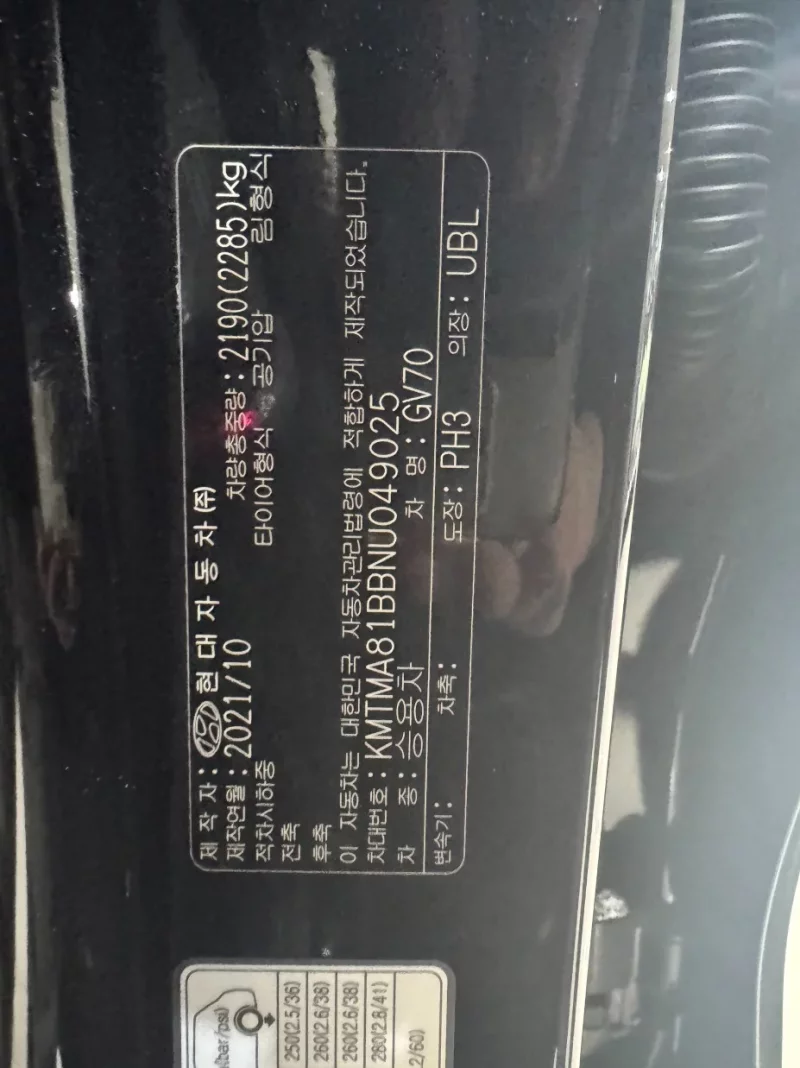 제 작 자 : 현 대 자 동 차 ㈜
제작연월 : 2021/10 차량총중량 : 2190(2285)kg
적차시하중 타이어형식 공기압 림형식
전축
후축
이 자동차는 대한민국 자동차관리법령에 적합하게 제작되었습니다.
차대번호 : KMTMA81BBNU049025
차 종 : 승용차 차 명 : GV70
변속기 : 차축 : 도장 : PH3 의장 : UBL
(bar/psi)
250(2.5/36)
260(2.6/38)
260(2.6/38)
280(2.8/41)
2/60)